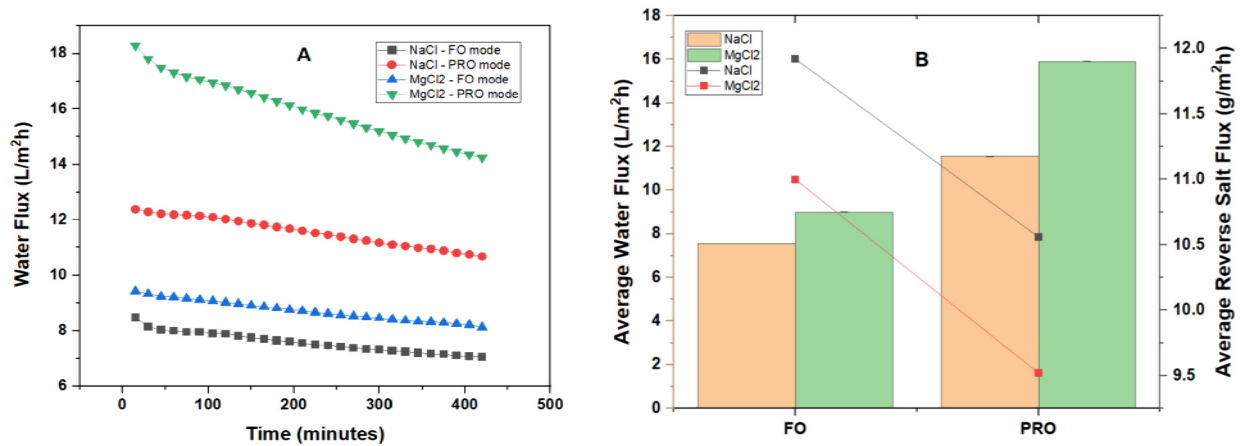 A
NaCl - FO mode
NaCl - PRO mode
MgCl2 - FO mode
MgCl2 - PRO mode
Water Flux (L/m²h)
18
16
14
12
10
8
6
0
100
200
300
400
500
Time (minutes)
B
NaCl
MgCl2
NaCl
MgCl2
Average Water Flux (L/m²h)
18
16
14
12
10
8
6
4
2
0
FO
PRO
12.0
11.5
11.0
10.5
10.0
9.5
Average Reverse Salt Flux (g/m²h)